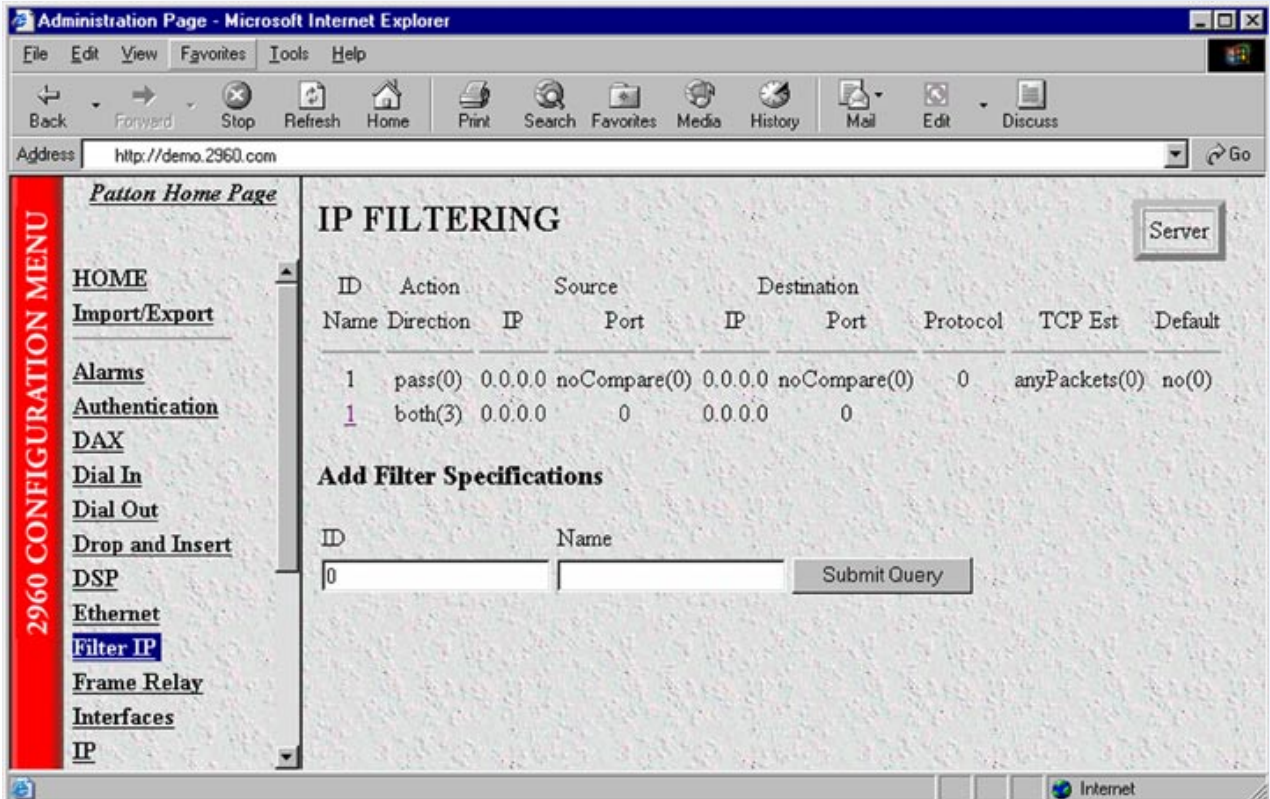 Administration Page - Microsoft Internet Explorer
File Edit View Favorites Tools Help
Back Forward Stop Refresh Home Print Search Favorites Media History Mail Edit Discuss
Address http://demo.2960.com Go
2960 CONFIGURATION MENU
Patton Home Page
HOME
Import/Export
Alarms
Authentication
DAX
Dial In
Dial Out
Drop and Insert
DSP
Ethernet
Filter IP
Frame Relay
Interfaces
IP
IP FILTERING
Server
ID Action Source Destination
Name Direction IP Port IP Port Protocol TCP Est Default
1 pass(0) 0.0.0.0 noCompare(0) 0.0.0.0 noCompare(0) 0 anyPackets(0) no(0)
1 both(3) 0.0.0.0 0 0.0.0.0 0
Add Filter Specifications
ID Name
0 Submit Query
Internet